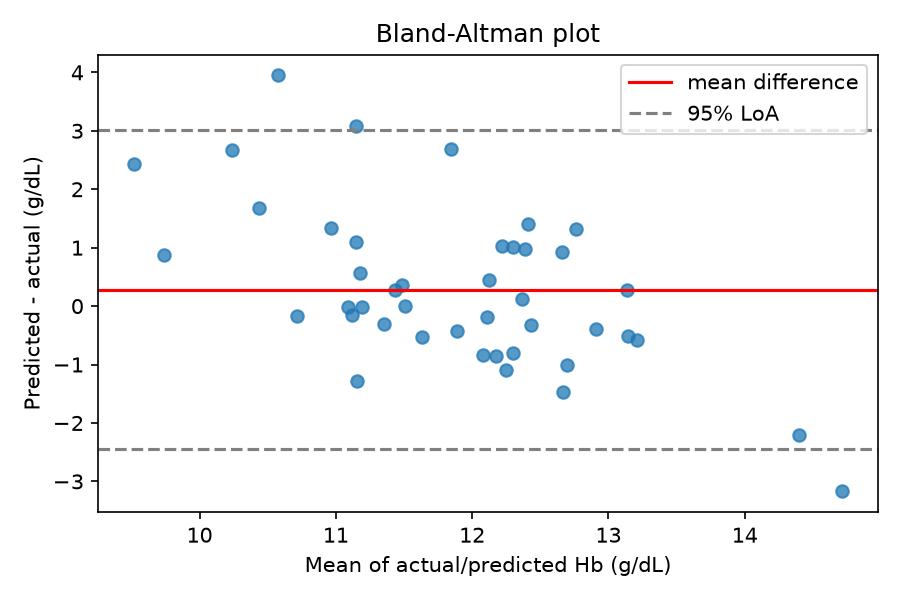 Bland-Altman plot
mean difference
95% LoA
Predicted - actual (g/dL)
4
3
2
1
0
−1
−2
−3
10 11 12 13 14
Mean of actual/predicted Hb (g/dL)